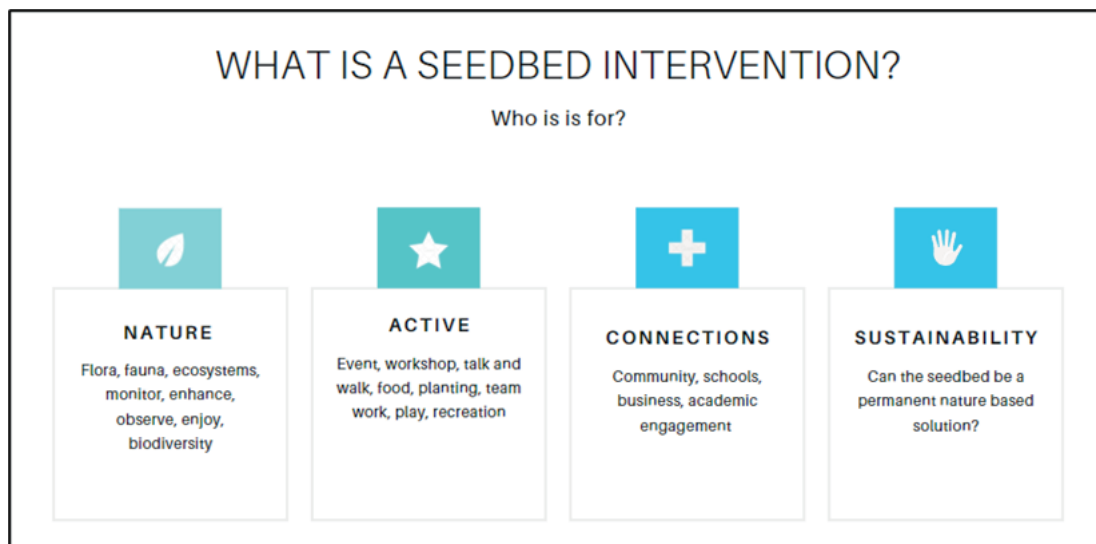 WHAT IS A SEEDBED INTERVENTION?
Who is is for?
NATURE
Flora, fauna, ecosystems,
monitor, enhance,
observe, enjoy,
biodiversity
ACTIVE
Event, workshop, talk and
walk, food, planting, team
work, play, recreation
CONNECTIONS
Community, schools,
business, academic
engagement
SUSTAINABILITY
Can the seedbed be a
permanent nature based
solution?